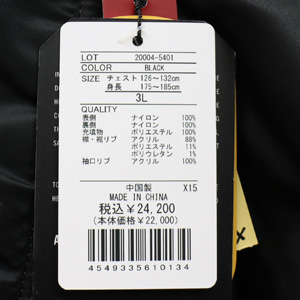 LOT 20004-5401
COLOR BLACK
SIZE チェスト 126～132cm
身長 175～185cm
3L
QUALITY
表側 ナイロン 100%
裏側 ナイロン 100%
充填物 ポリエステル 100%
襟・裾リブ アクリル 88%
ポリエステル 11%
ポリウレタン 1%
袖口リブ アクリル 100%
中国製 X15
MADE IN CHINA
税込¥24,200
(本体価格¥22,000)
4549335610134